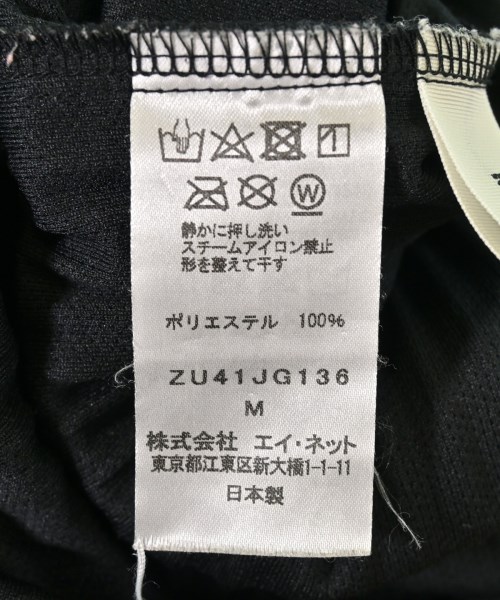 W
静かに押し洗い
スチームアイロン禁止
形を整えて干す
ポリエステル 100%
ZU41JG136
M
株式会社 エイ・ネット
東京都江東区新大橋1-1-11
日本製